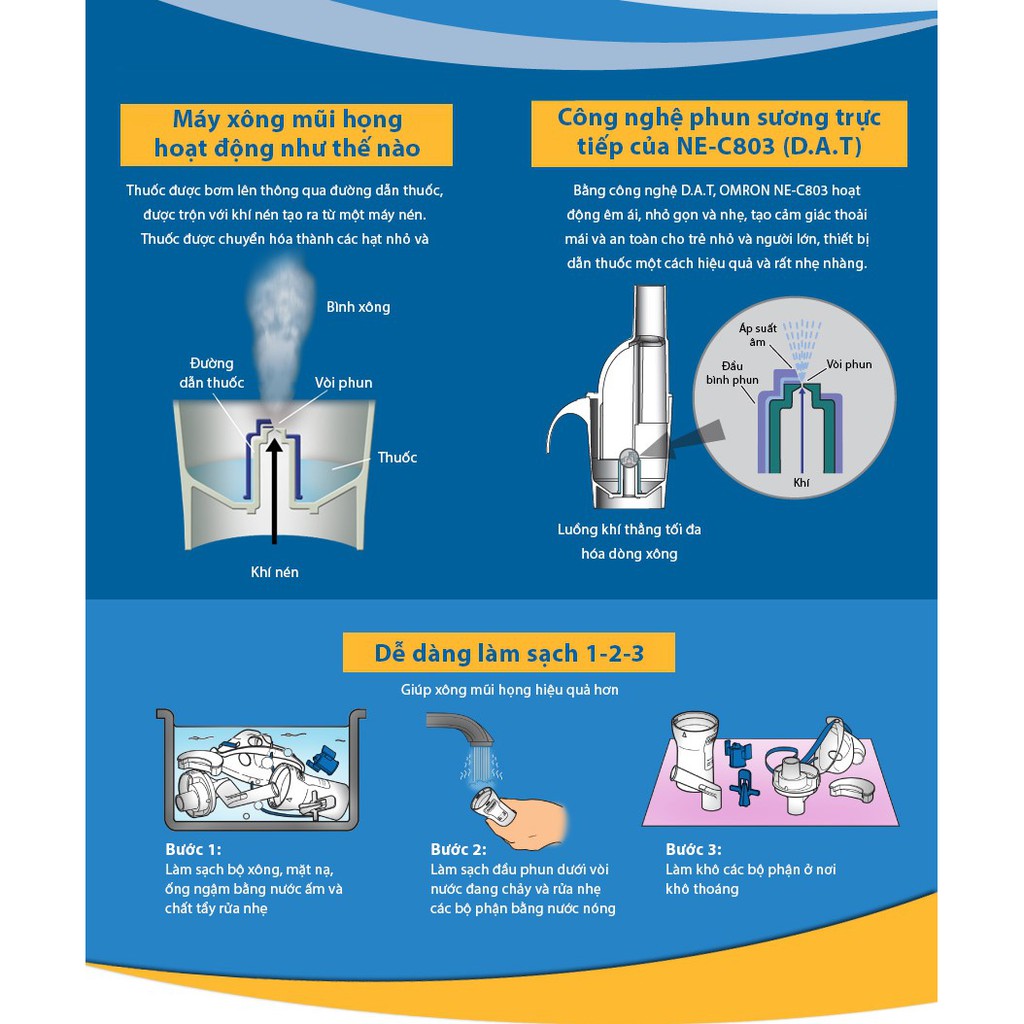 Máy xông mũi họng
hoạt động như thế nào
Thuốc được bơm lên thông qua đường dẫn thuốc,
được trộn với khí nén tạo ra từ một máy nén.
Thuốc được chuyển hóa thành các hạt nhỏ và
Bình xông
Đường
dẫn thuốc
Vòi phun
Thuốc
Khí nén
Công nghệ phun sương trực
tiếp của NE-C803 (D.A.T)
Bằng công nghệ D.A.T, OMRON NE-C803 hoạt
động êm ái, nhỏ gọn và nhẹ, tạo cảm giác thoải
mái và an toàn cho trẻ nhỏ và người lớn, thiết bị
dẫn thuốc một cách hiệu quả và rất nhẹ nhàng.
Áp suất
âm
Đầu
bình phun
Vòi phun
Khí
Luồng khí thẳng tối đa
hóa dòng xông
Dễ dàng làm sạch 1-2-3
Giúp xông mũi họng hiệu quả hơn
Bước 1:
Làm sạch bộ xông, mặt nạ,
ống ngậm bằng nước ấm và
chất tẩy rửa nhẹ
Bước 2:
Làm sạch đầu phun dưới vòi
nước đang chảy và rửa nhẹ
các bộ phận bằng nước nóng
Bước 3:
Làm khô các bộ phận ở nơi
khô thoáng